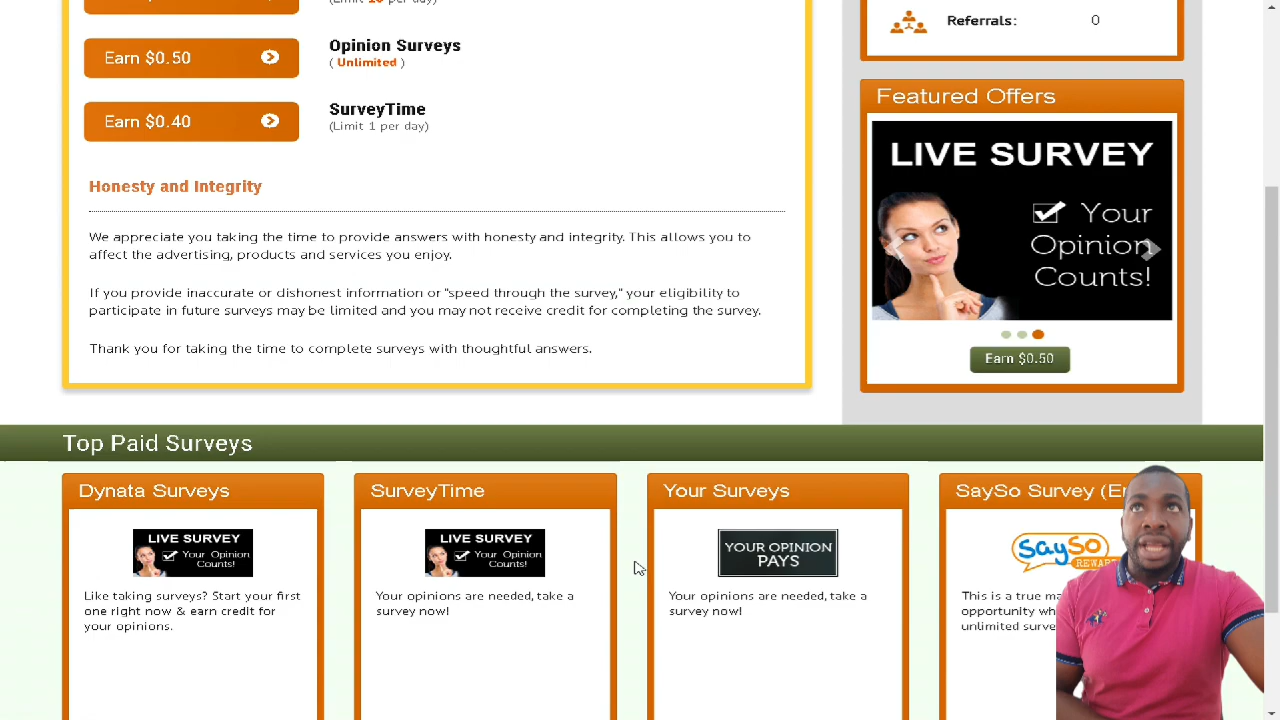 (Limit 10 per day)
Earn $0.50
Opinion Surveys
( Unlimited )
Earn $0.40
SurveyTime
(Limit 1 per day)
Honesty and Integrity
We appreciate you taking the time to provide answers with honesty and integrity. This allows you to
affect the advertising, products and services you enjoy.
If you provide inaccurate or dishonest information or "speed through the survey," your eligibility to
participate in future surveys may be limited and you may not receive credit for completing the survey.
Thank you for taking the time to complete surveys with thoughtful answers.
Referrals: 0
Featured Offers
LIVE SURVEY
Your
Opinion
Counts!
Earn $0.50
Top Paid Surveys
Dynata Surveys
LIVE SURVEY
Your Opinion
Counts!
Like taking surveys? Start your first
one right now & earn credit for
your opinions.
SurveyTime
LIVE SURVEY
Your Opinion
Counts!
Your opinions are needed, take a
survey now!
Your Surveys
YOUR OPINION
PAYS
Your opinions are needed, take a
survey now!
SaySo Survey
saySo
REWARDS
This is a true
opportunity
unlimited